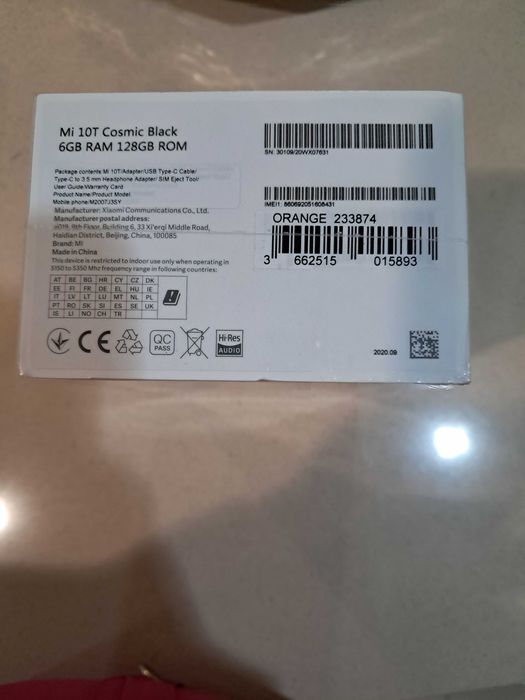 Mi 10T Cosmic Black
6GB RAM 128GB ROM
Package contents: Mi 10T/Adapter/USB Type-C Cable/
Type-C to 3.5 mm Headphone Adapter/ SIM Eject Tool/
User Guide/Warranty Card
Product Name/Product Model:
Mobile phone/M2007J3SY
Manufacturer: Xiaomi Communications Co., Ltd.
Manufacturer postal address:
#019, 9th Floor, Building 6, 33 Xi'erqi Middle Road,
Haidian District, Beijing, China, 100085
Brand: MI
Made in China
This device is restricted to indoor use only when operating in
5150 to 5350 Mhz frequency range in following countries:
AT BE BG HR CY CZ DK
EE FI FR DE EL HU IE
IT LV LT LU MT NL PL
PT RO SK SI ES SE UK
IS LI NO CH TR
CE
QC
PASS
Hi-Res
AUDIO
SN: 30109/20WX07631
IMEI1: 860692051608431
ORANGE 233874
3 662515 015893
2020.09